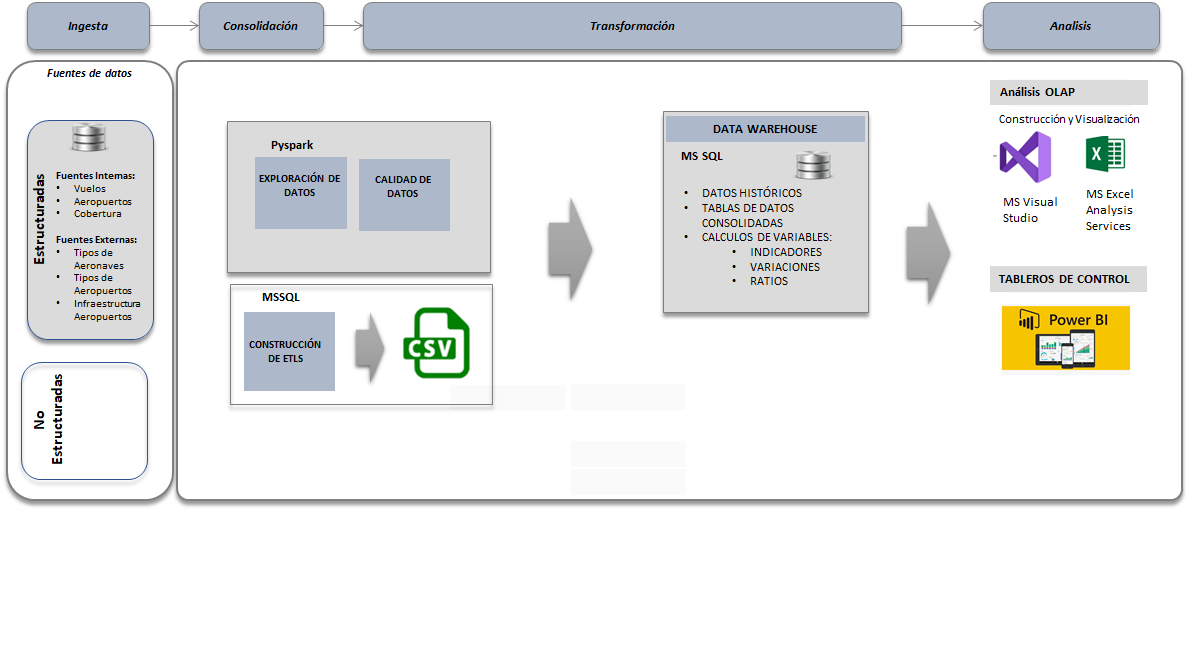 Ingesta
Consolidación
Transformación
Analisis
Fuentes de datos
Estructuradas
Fuentes Internas:
• Vuelos
• Aeropuertos
• Cobertura
Fuentes Externas:
• Tipos de
Aeronaves
• Tipos de
Aeropuertos
• Infraestructura
Aeropuertos
No
Estructuradas
Pyspark
EXPLORACIÓN DE
DATOS
CALIDAD DE
DATOS
MSSQL
CONSTRUCCIÓN
DE ETLS
CSV
DATA WAREHOUSE
MS SQL
• DATOS HISTÓRICOS
• TABLAS DE DATOS
CONSOLIDADAS
• CALCULOS DE VARIABLES:
• INDICADORES
• VARIACIONES
• RATIOS
Análisis OLAP
Construcción y Visualización
X
MS Visual
Studio
MS Excel
Analysis
Services
TABLEROS DE CONTROL
Power BI